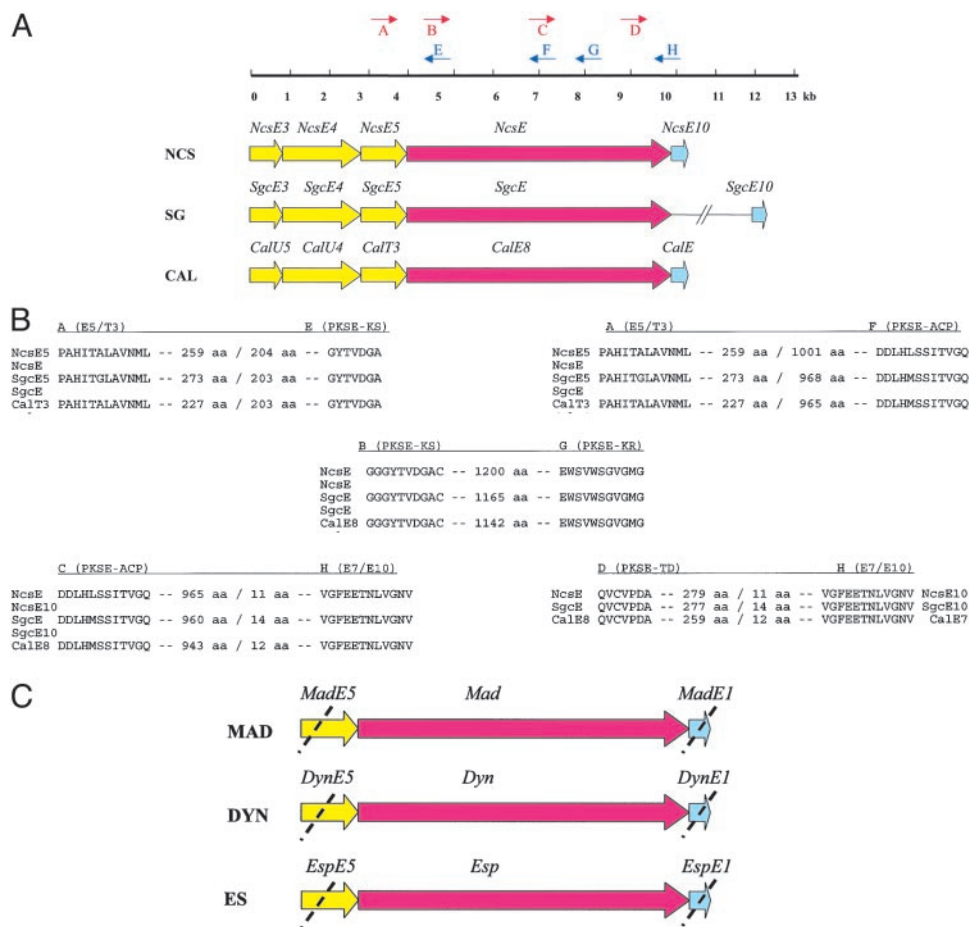 A
A B C D
E F G H
0 1 2 3 4 5 6 7 8 9 10 11 12 13 kb
NcsE3 NcsE4 NcsE5 NcsE NcsE10
NCS
SgcE3 SgcE4 SgcE5 SgcE SgcE10
SG
CalU5 CalU4 CalT3 CalE8 CalE
CAL
B
A (E5/T3) E (PKSE-KS)
NcsE5 PAHITALAVNML -- 259 aa / 204 aa -- GYTVDGA
NcsE
SgcE5 PAHITGLAVNML -- 273 aa / 203 aa -- GYTVDGA
SgcE
CalT3 PAHITALAVNML -- 227 aa / 203 aa -- GYTVDGA
A (E5/T3) F (PKSE-ACP)
NcsE5 PAHITALAVNML -- 259 aa / 1001 aa -- DDLHLSSITVGQ
NcsE
SgcE5 PAHITGLAVNML -- 273 aa / 968 aa -- DDLHMSSITVGQ
SgcE
CalT3 PAHITALAVNML -- 227 aa / 965 aa -- DDLHMSSITVGQ
B (PKSE-KS) G (PKSE-KR)
NcsE GGGYTVDGAC -- 1200 aa -- EWSVWSGVGMG
NcsE
SgcE GGGYTVDGAC -- 1165 aa -- EWSVWSGVGMG
SgcE
CalE8 GGGYTVDGAC -- 1142 aa -- EWSVWSGVGMG
C (PKSE-ACP) H (E7/E10)
NcsE DDLHLSSITVGQ -- 965 aa / 11 aa -- VGFEETNLVGNV
NcsE10
SgcE DDLHMSSITVGQ -- 960 aa / 14 aa -- VGFEETNLVGNV
SgcE10
CalE8 DDLHMSSITVGQ -- 943 aa / 12 aa -- VGFEETNLVGNV
D (PKSE-TD) H (E7/E10)
NcsE QVCVPDA -- 279 aa / 11 aa -- VGFEETNLVGNV NcsE10
SgcE QVCVPDA -- 277 aa / 14 aa -- VGFEETNLVGNV SgcE10
CalE8 QVCVPDA -- 259 aa / 12 aa -- VGFEETNLVGNV CalE7
C
MadE5 Mad MadE1
MAD
DynE5 Dyn DynE1
DYN
EspE5 Esp EspE1
ES